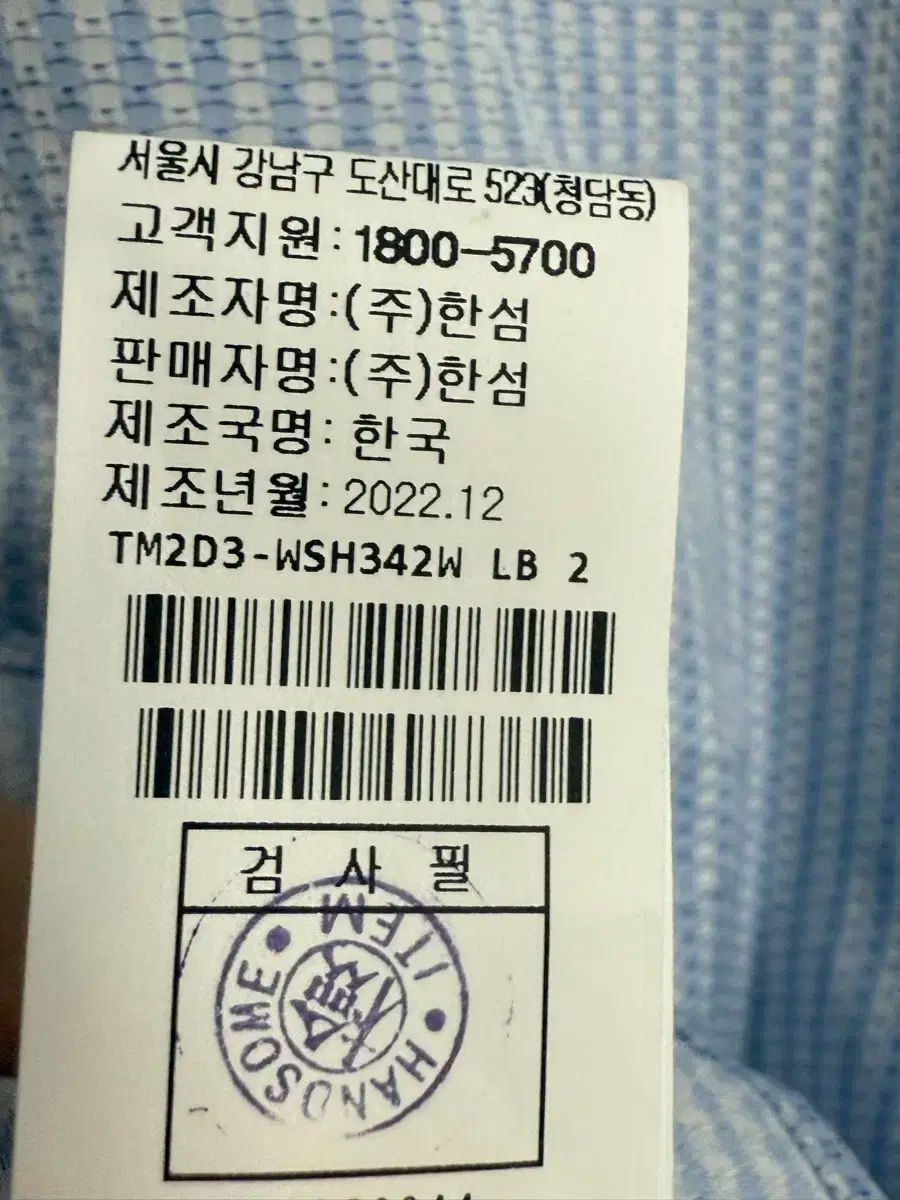 서울시 강남구 도산대로 523(청담동)
고객지원:1800-5700
제조자명:(주)한섬
판매자명:(주)한섬
제조국명: 한국
제조년월:2022.12
TM2D3-WSH342W LB 2
검 사 필
HANDSOME ITEM